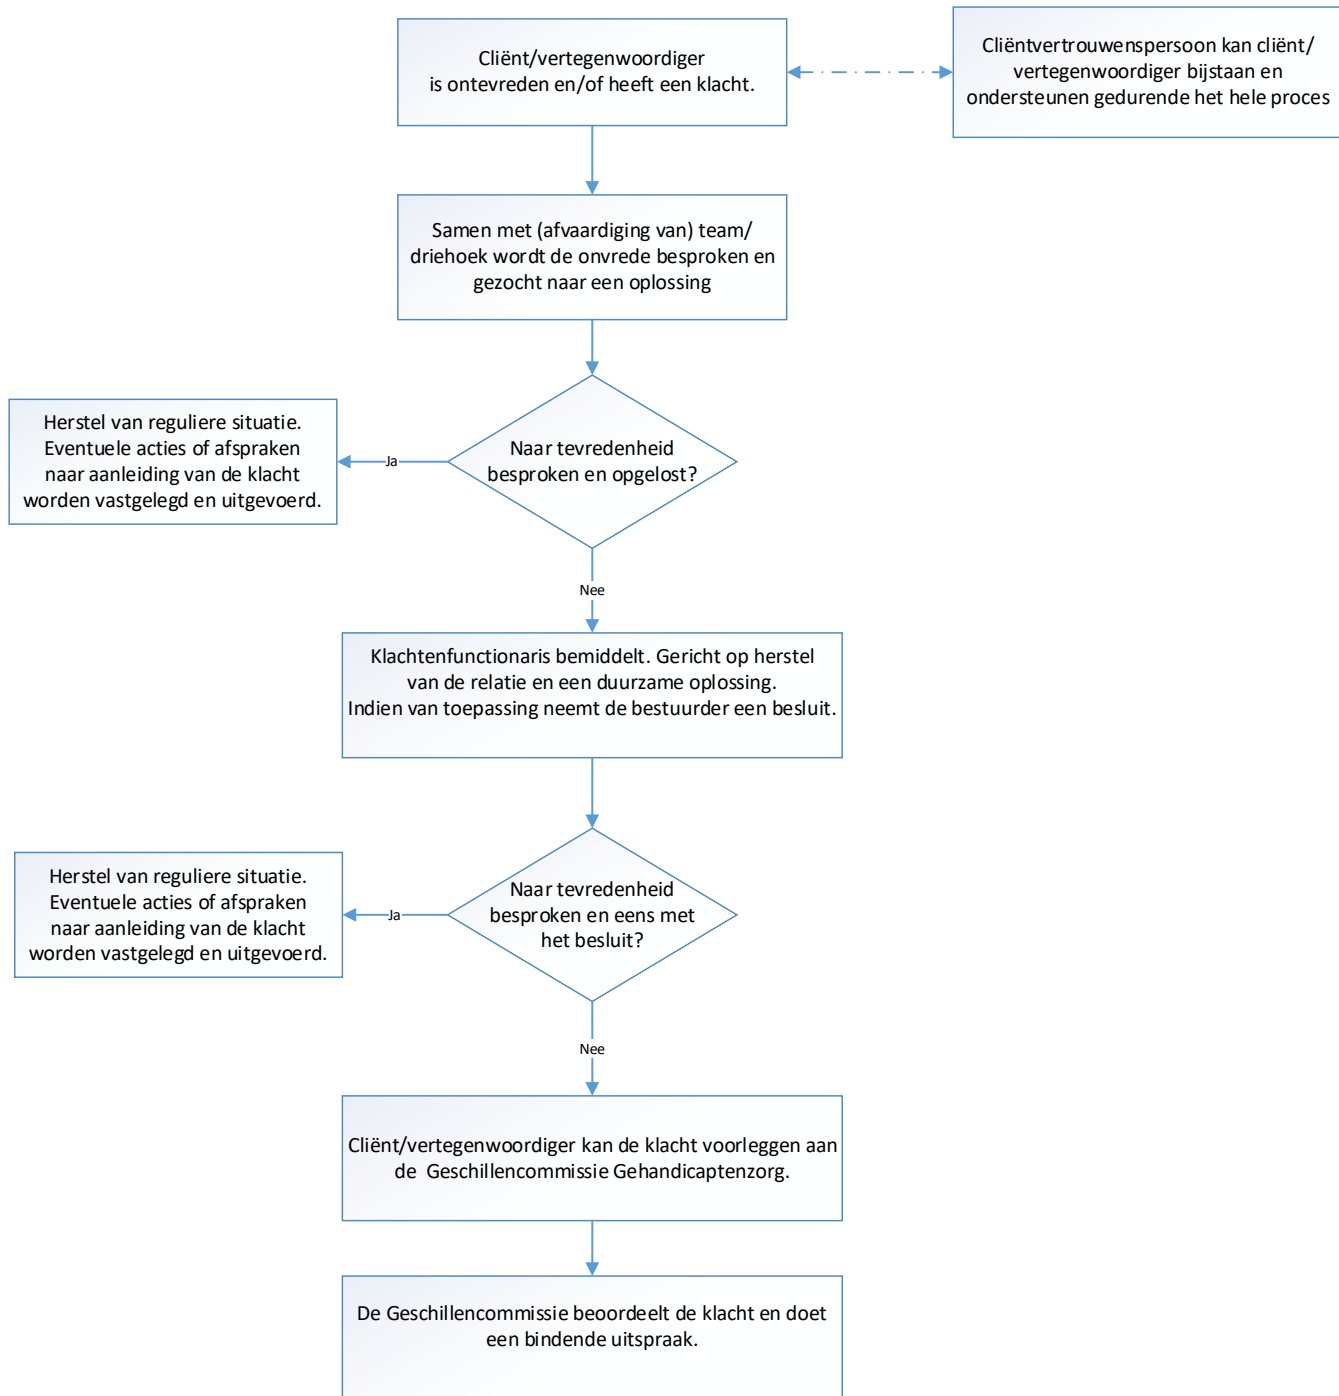 Cliënt/vertegenwoordiger
is ontevreden en/of heeft een klacht.
Cliëntvertrouwenspersoon kan cliënt/
vertegenwoordiger bijstaan en
ondersteunen gedurende het hele proces
Samen met (afvaardiging van) team/
driehoek wordt de onvrede besproken en
gezocht naar een oplossing
Naar tevredenheid
besproken en opgelost?
Ja
Herstel van reguliere situatie.
Eventuele acties of afspraken
naar aanleiding van de klacht
worden vastgelegd en uitgevoerd.
Nee
Klachtenfunctionaris bemiddelt. Gericht op herstel
van de relatie en een duurzame oplossing.
Indien van toepassing neemt de bestuurder een besluit.
Naar tevredenheid
besproken en eens met
het besluit?
Ja
Herstel van reguliere situatie.
Eventuele acties of afspraken
naar aanleiding van de klacht
worden vastgelegd en uitgevoerd.
Nee
Cliënt/vertegenwoordiger kan de klacht voorleggen aan
de Geschillencommissie Gehandicaptenzorg.
De Geschillencommissie beoordeelt de klacht en doet
een bindende uitspraak.